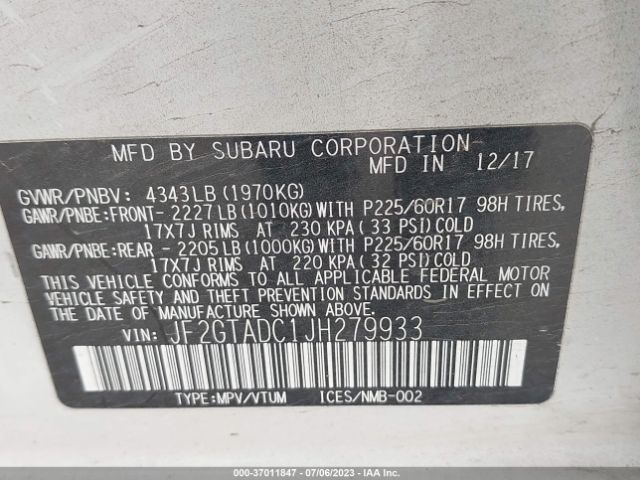 MFD BY SUBARU CORPORATION
MFD IN 12/17
GVWR/PNBV: 4343LB(1970KG)
GAWR/PNBE:FRONT- 2227LB(1010KG)WITH P225/60R17 98H TIRES,
17X7J RIMS AT 230 KPA(33 PSI)COLD
GAWR/PNBE:REAR - 2205LB(1000KG)WITH P225/60R17 98H TIRES,
17X7J RIMS AT 220 KPA(32 PSI)COLD
THIS VEHICLE CONFORMS TO ALL APPLICABLE FEDERAL MOTOR
VEHICLE SAFETY AND THEFT PREVENTION STANDARDS IN EFFECT ON
THE DATE OF MANUFACTURE SHOWN ABOVE.
VIN: JF2GTADC1JH279933
TYPE:MPV/VTUM ICES/NMB-002
000-37011847 - 07/06/2023 - IAA Inc.